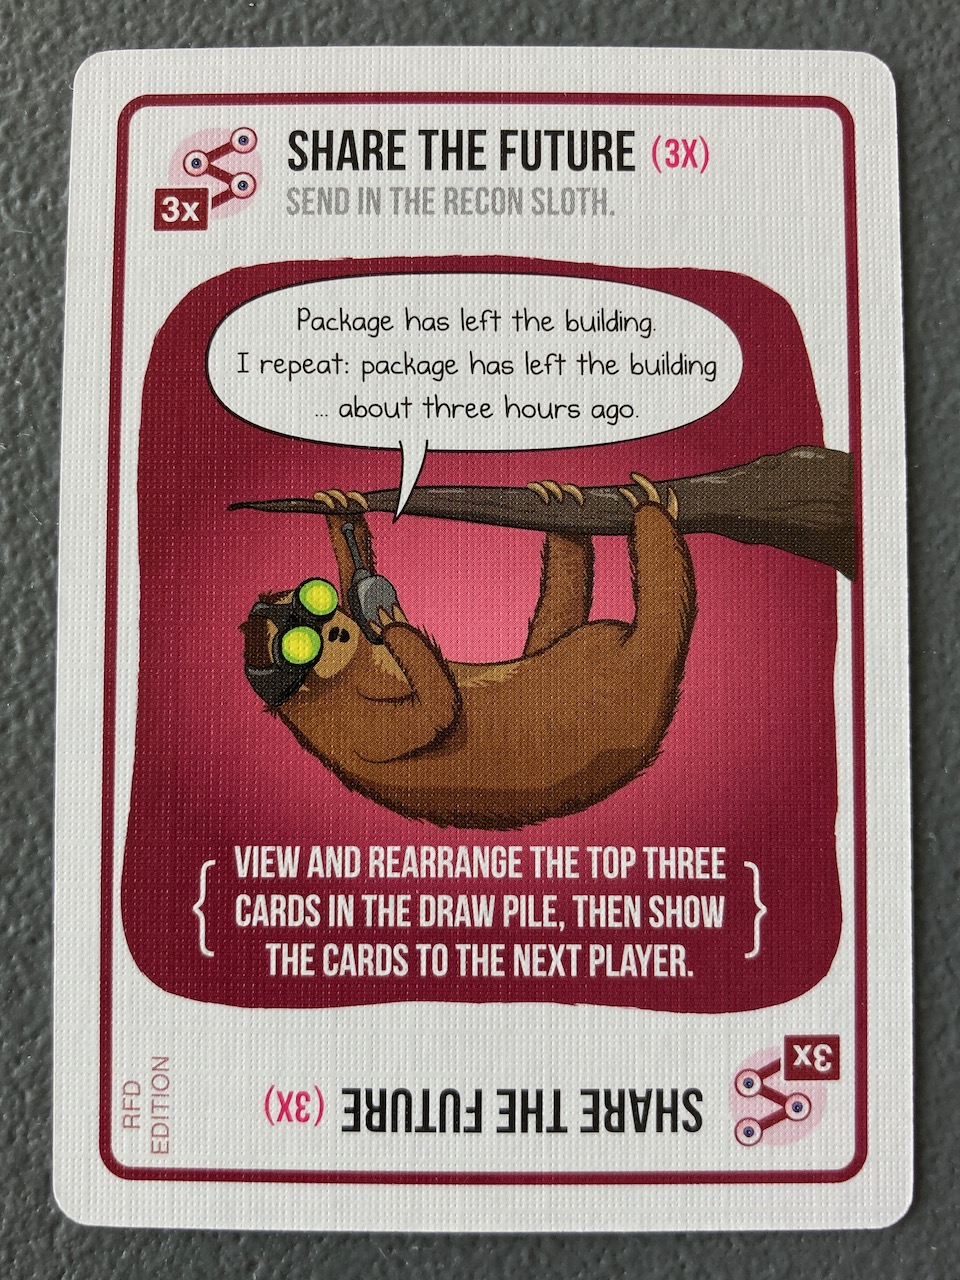 SHARE THE FUTURE (3X)
3x
SEND IN THE RECON SLOTH.
Package has left the building.
I repeat: package has left the building
... about three hours ago.
{ VIEW AND REARRANGE THE TOP THREE
CARDS IN THE DRAW PILE, THEN SHOW
THE CARDS TO THE NEXT PLAYER. }
RFD
EDITION
3x
SHARE THE FUTURE (3X)